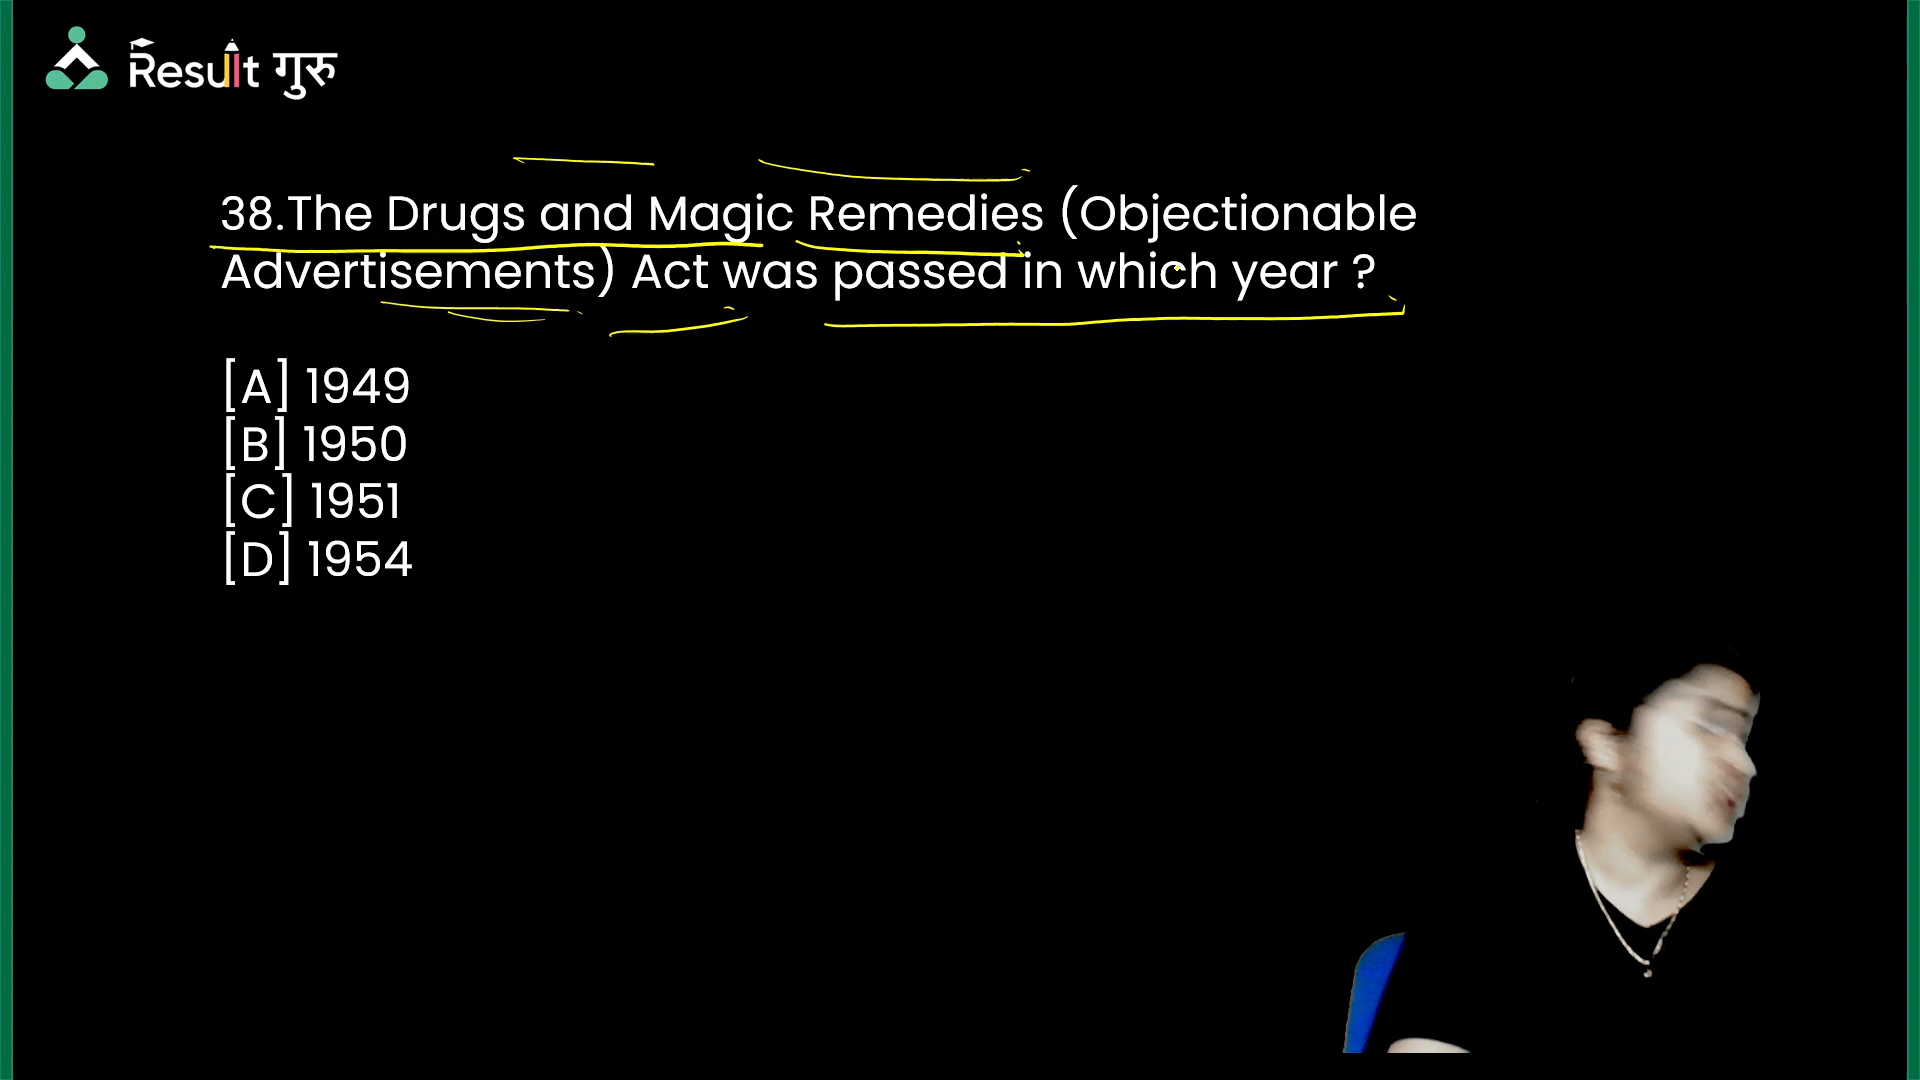 Result गुरु
38.The Drugs and Magic Remedies (Objectionable
Advertisements) Act was passed in which year ?
[A] 1949
[B] 1950
[C] 1951
[D] 1954